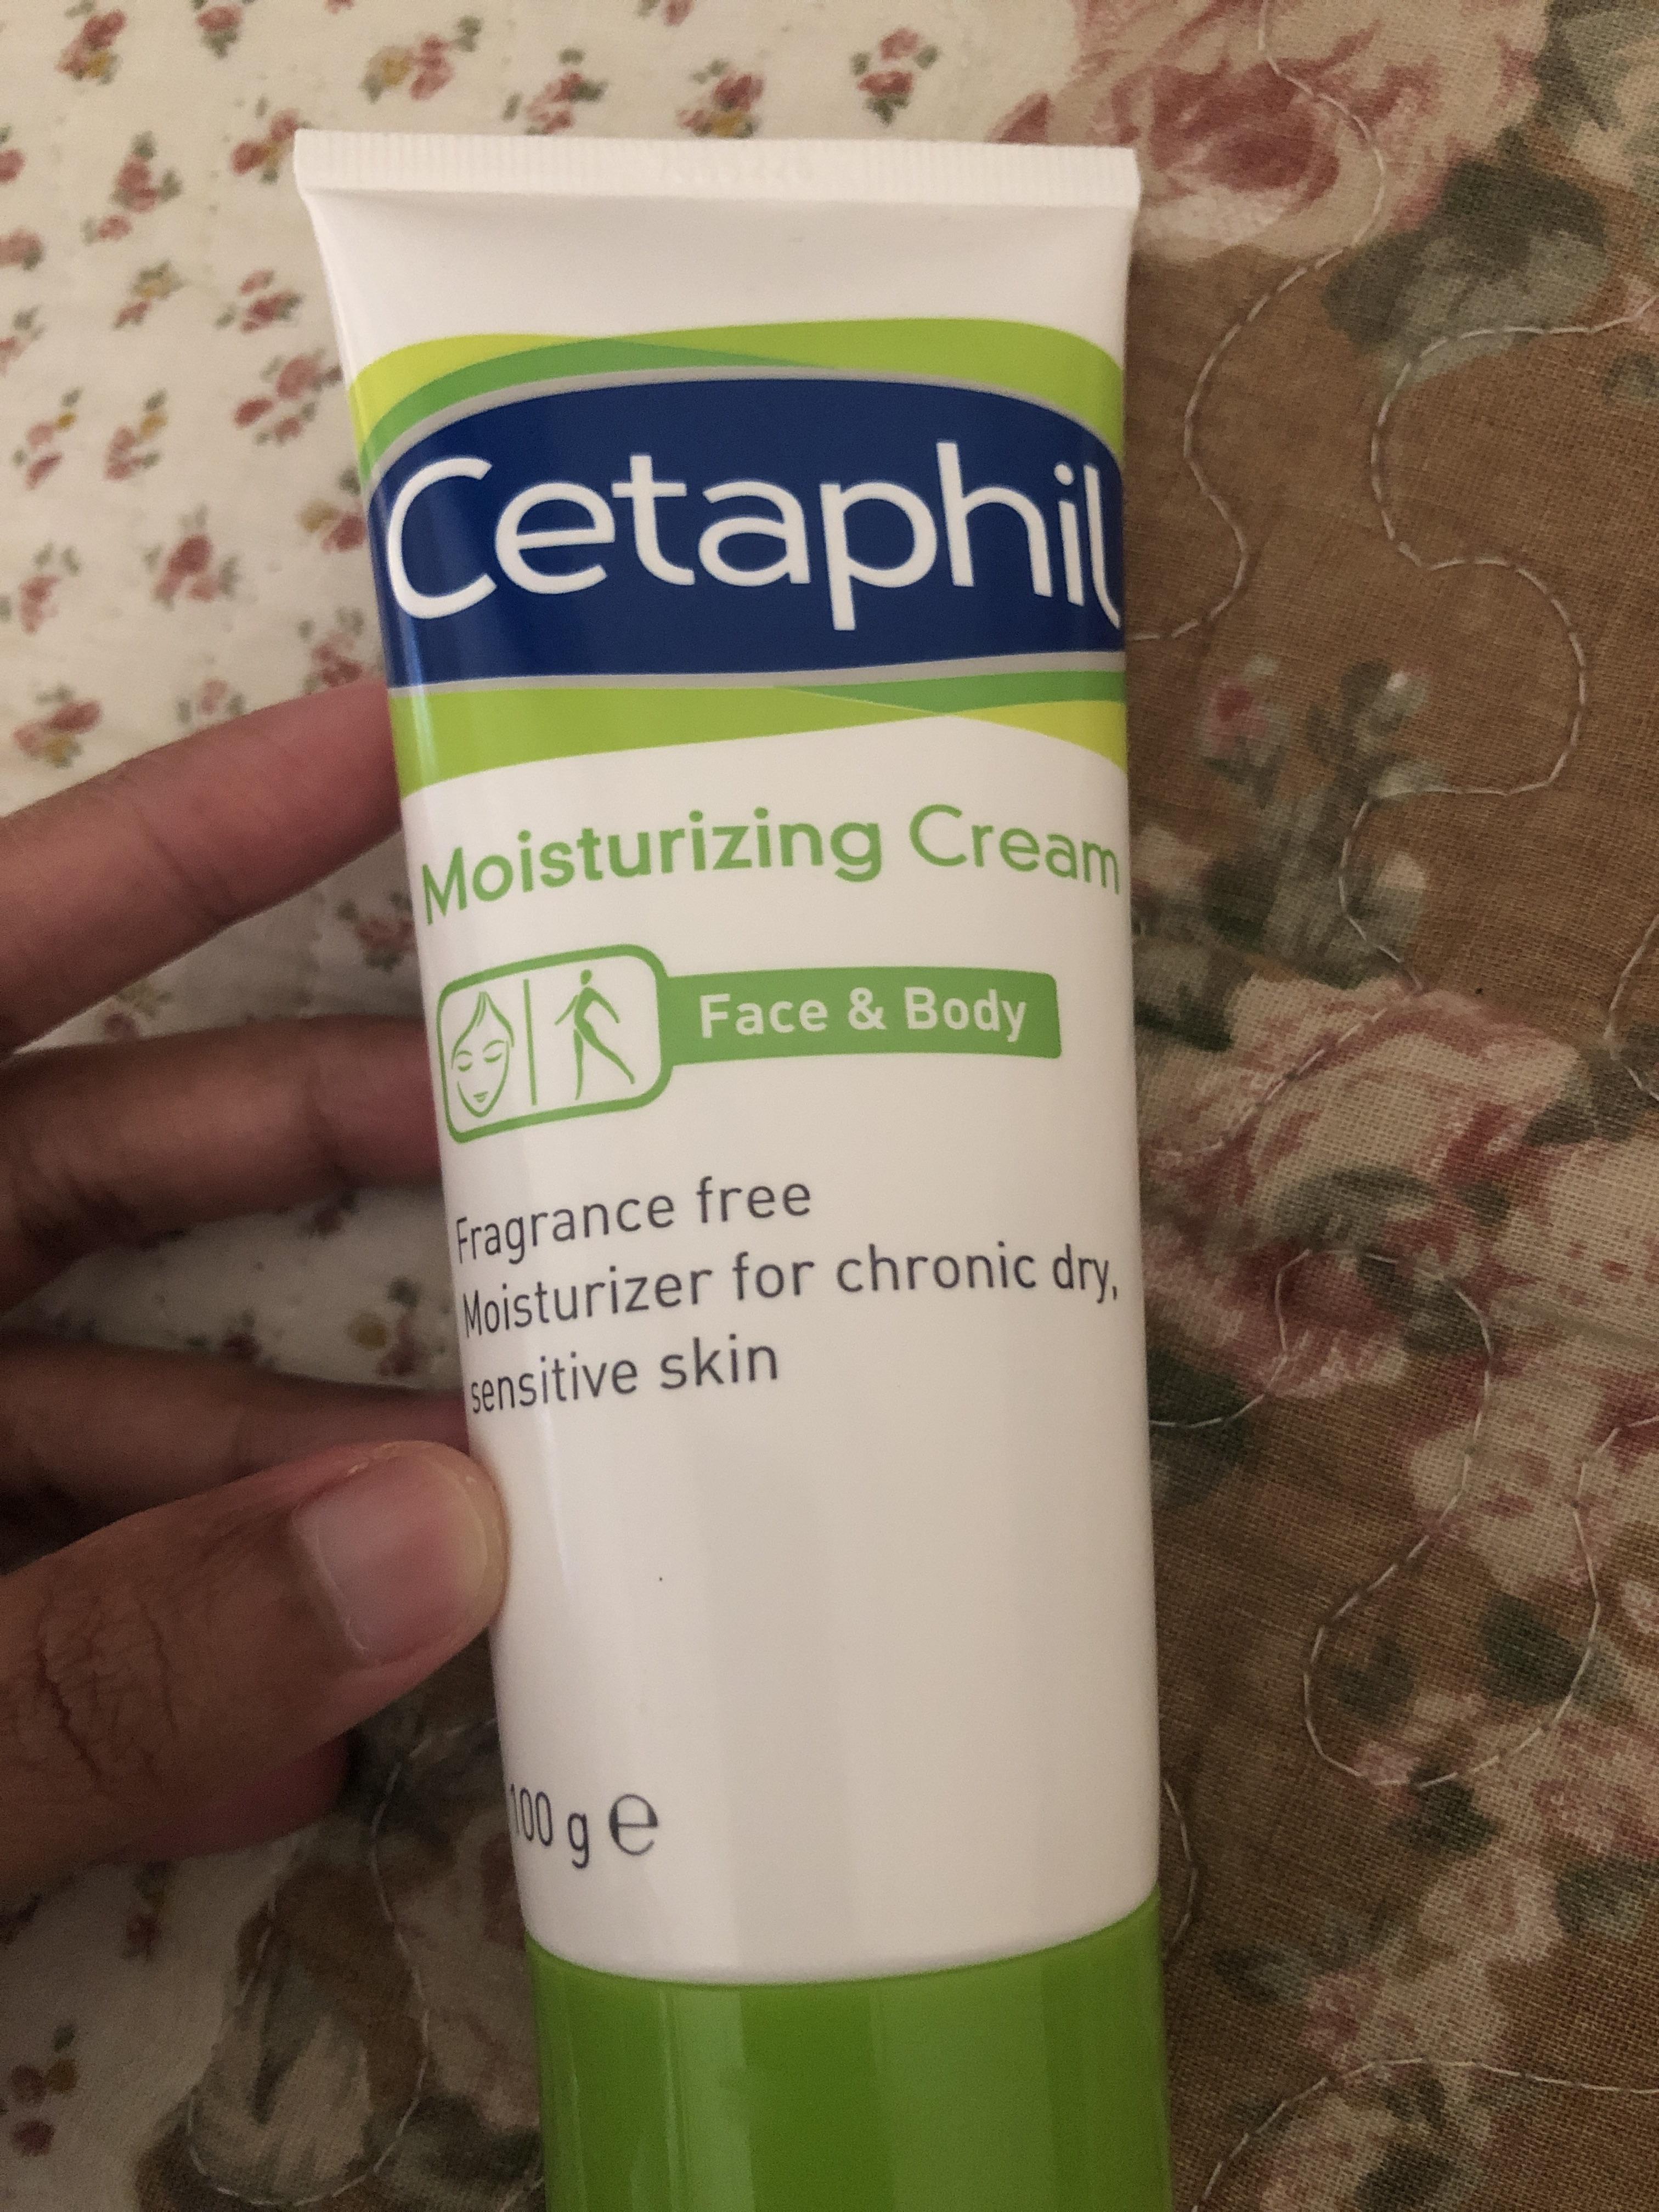 Cetaphil
Moisturizing Cream
Face & Body
Fragrance free
Moisturizer for chronic dry,
sensitive skin
100 g ℮